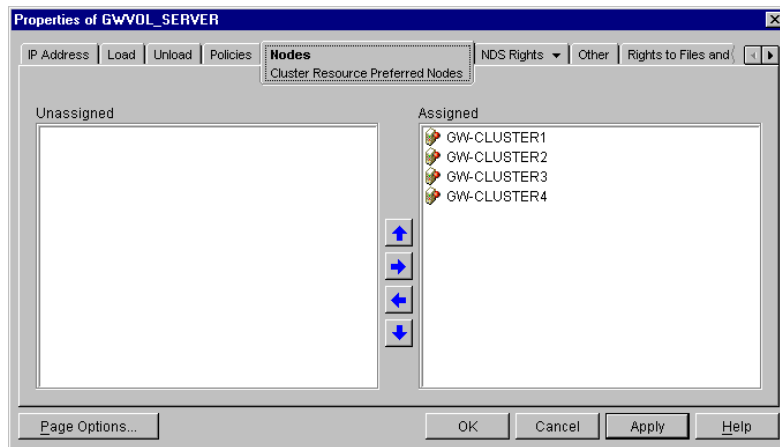 Properties of GWVOL_SERVER
IP Address Load Unload Policies Nodes NDS Rights Other Rights to Files and
Cluster Resource Preferred Nodes
Unassigned Assigned
GW-CLUSTER1
GW-CLUSTER2
GW-CLUSTER3
GW-CLUSTER4
Page Options... OK Cancel Apply Help